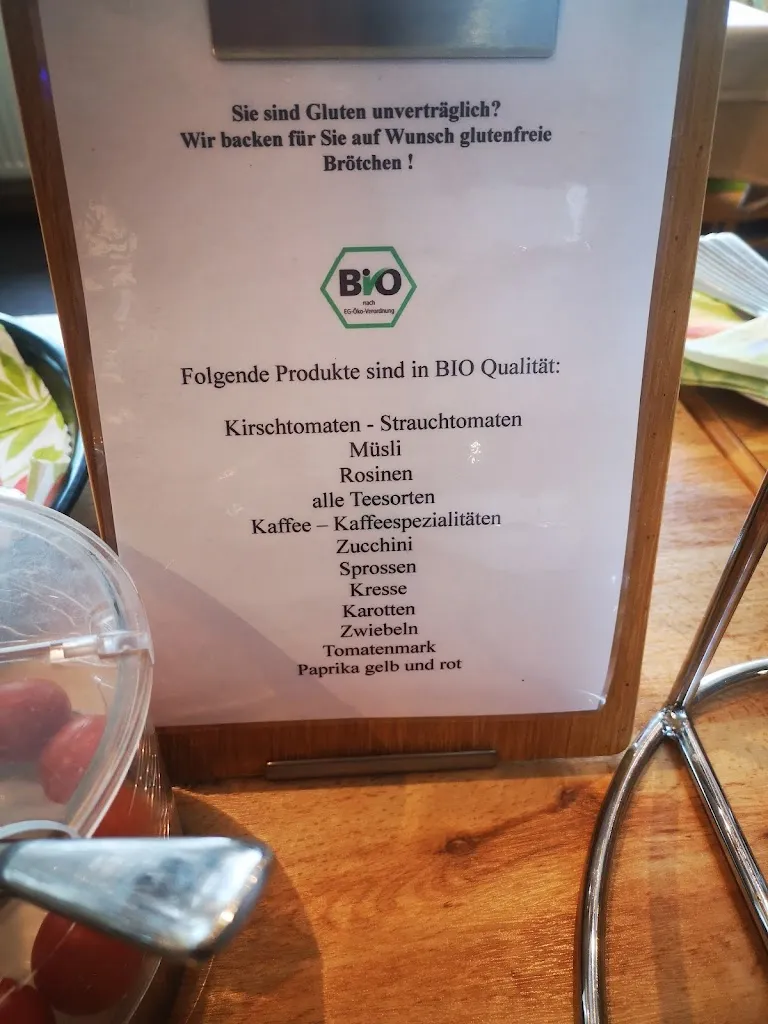 Sie sind Gluten unverträglich?
Wir backen für Sie auf Wunsch glutenfreie
Brötchen !
Bio
nach
EG-Öko-Verordnung
Folgende Produkte sind in BIO Qualität:
Kirschtomaten - Strauchtomaten
Müsli
Rosinen
alle Teesorten
Kaffee – Kaffeespezialitäten
Zucchini
Sprossen
Kresse
Karotten
Zwiebeln
Tomatenmark
Paprika gelb und rot